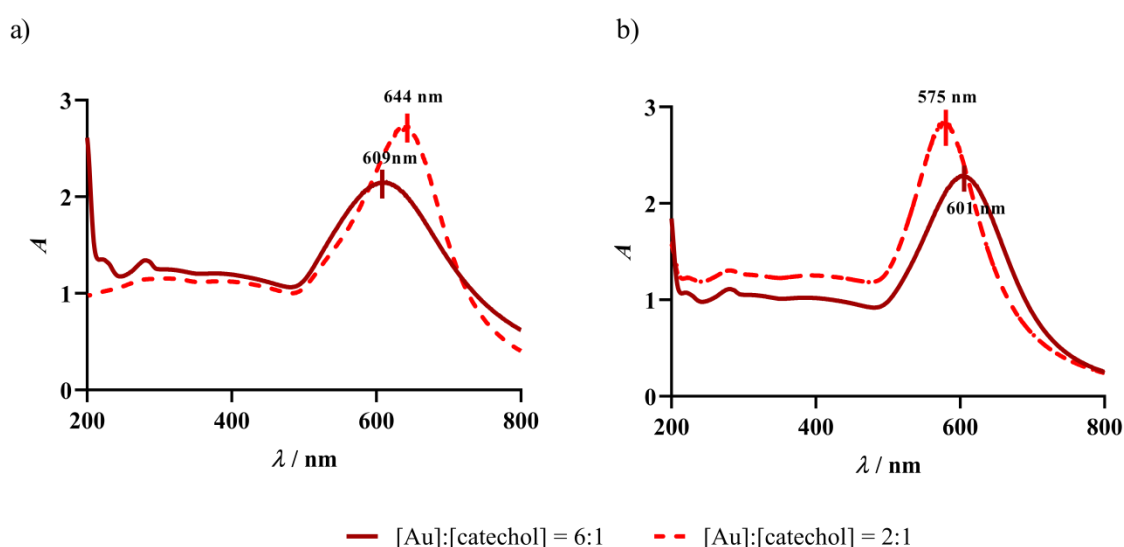 a)
b)
644 nm
609nm
3
2
1
0
A
200
400
600
800
λ / nm
575 nm
601 nm
3
2
1
0
A
200
400
600
800
λ / nm
[Au]:[catechol] = 6:1
[Au]:[catechol] = 2:1